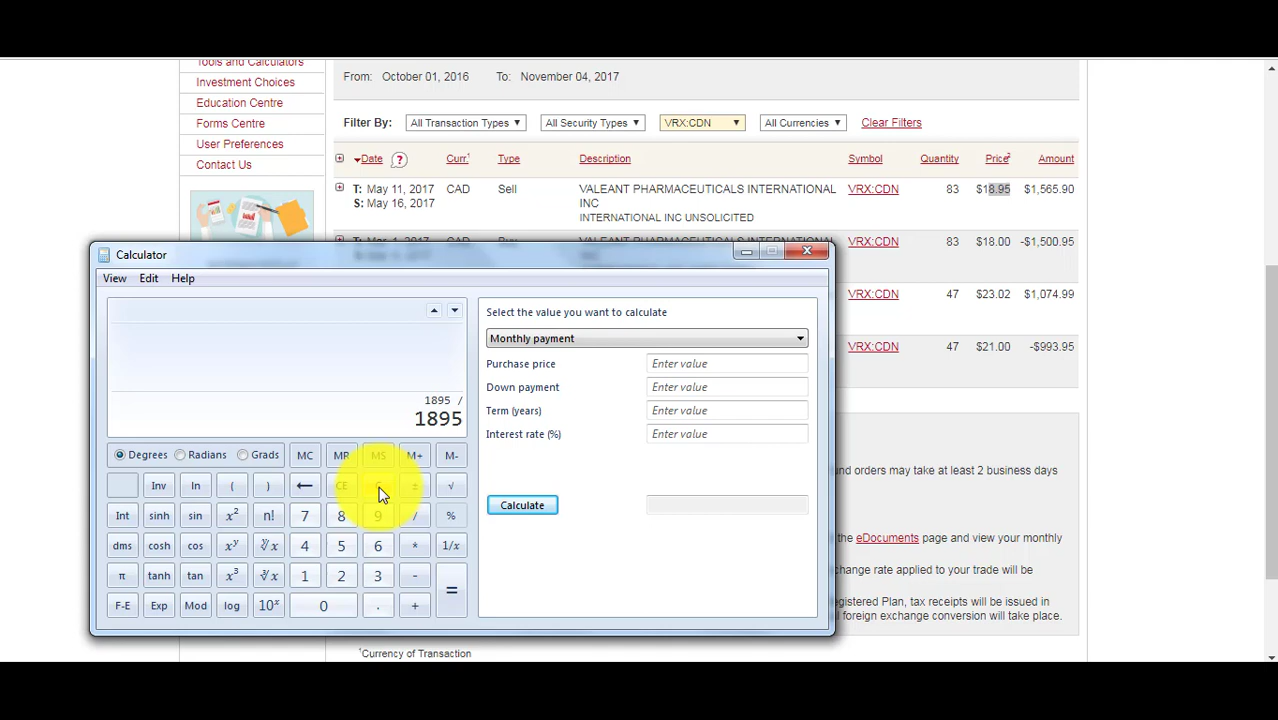 Tools and Calculators
Investment Choices
Education Centre
Forms Centre
User Preferences
Contact Us
From: October 01, 2016 To: November 04, 2017
Filter By: All Transaction Types All Security Types VRX:CDN All Currencies Clear Filters
Date ? Curr.1 Type Description Symbol Quantity Price2 Amount
T: May 11, 2017 CAD Sell VALEANT PHARMACEUTICALS INTERNATIONAL VRX:CDN 83 $18.95 $1,565.90
S: May 16, 2017 INC
INTERNATIONAL INC UNSOLICITED
VRX:CDN 83 $18.00 -$1,500.95
VRX:CDN 47 $23.02 $1,074.99
VRX:CDN 47 $21.00 -$993.95
und orders may take at least 2 business days
the eDocuments page and view your monthly
change rate applied to your trade will be
egistered Plan, tax receipts will be issued in
foreign exchange conversion will take place.
1Currency of Transaction
Calculator
View Edit Help
1895 /
1895
Degrees Radians Grads MC MR MS M+ M-
Inv ln ( ) ← CE C ± √
Int sinh sin x² n! 7 8 9 / %
dms cosh cos xʸ ʸ√x 4 5 6 * 1/x
π tanh tan x³ ³√x 1 2 3 - =
F-E Exp Mod log 10ˣ 0 . +
Select the value you want to calculate
Monthly payment
Purchase price Enter value
Down payment Enter value
Term (years) Enter value
Interest rate (%) Enter value
Calculate